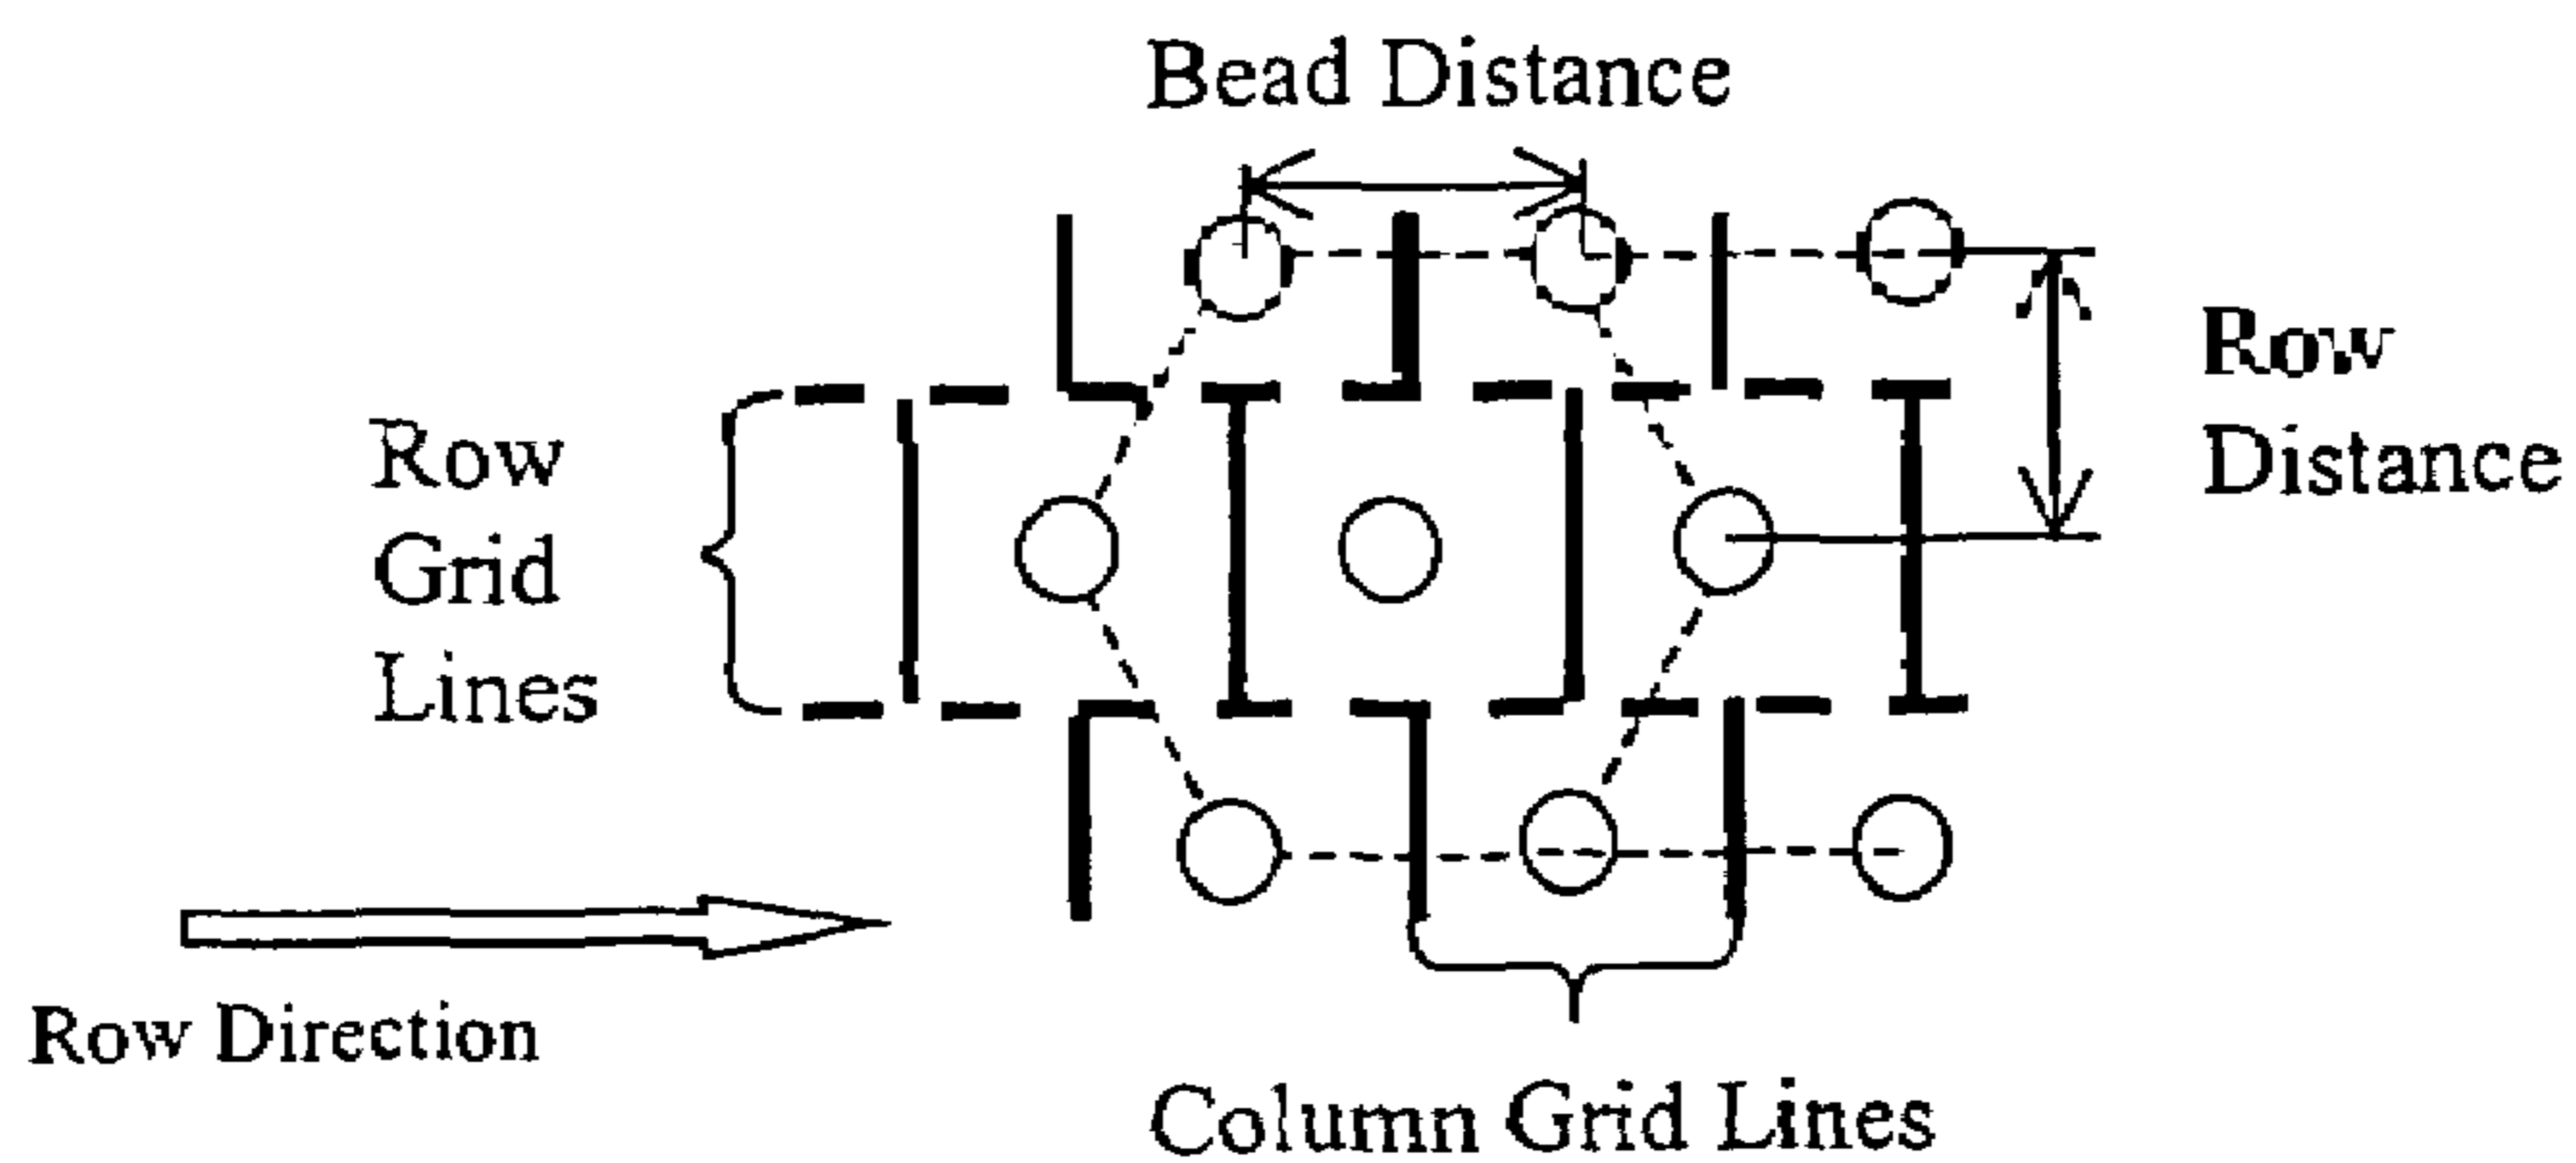 Bead Distance
Row
Distance
Row
Grid
Lines
Row Direction
Column Grid Lines